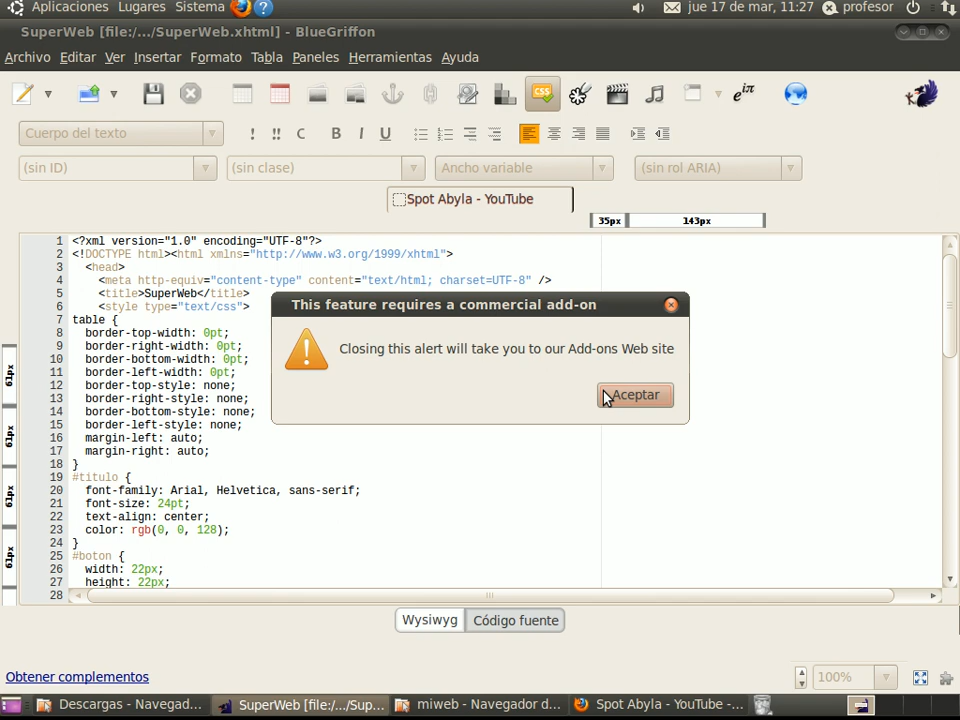 Aplicaciones Lugares Sistema ? jue 17 de mar, 11:27 profesor
SuperWeb [file:/.../SuperWeb.xhtml] - BlueGriffon
Archivo Editar Ver Insertar Formato Tabla Paneles Herramientas Ayuda
CSS e^iπ
Cuerpo del texto ! !! C B I U
(sin ID) (sin clase) Ancho variable (sin rol ARIA)
Spot Abyla - YouTube
35px 143px
1 <?xml version="1.0" encoding="UTF-8"?>
2 <!DOCTYPE html><html xmlns="http://www.w3.org/1999/xhtml">
3 <head>
4 <meta http-equiv="content-type" content="text/html; charset=UTF-8" />
5 <title>SuperWeb</title>
6 <style type="text/css">
7 table {
8 border-top-width: 0pt;
9 border-right-width: 0pt;
10 border-bottom-width: 0pt;
11 border-left-width: 0pt;
12 border-top-style: none;
13 border-right-style: none;
14 border-bottom-style: none;
15 border-left-style: none;
16 margin-left: auto;
17 margin-right: auto;
18 }
19 #titulo {
20 font-family: Arial, Helvetica, sans-serif;
21 font-size: 24pt;
22 text-align: center;
23 color: rgb(0, 0, 128);
24 }
25 #boton {
26 width: 22px;
27 height: 22px;
28
This feature requires a commercial add-on
Closing this alert will take you to our Add-ons Web site
Aceptar
61px
61px
61px
61px
Wysiwyg Código fuente
Obtener complementos 100%
Descargas - Navegad... SuperWeb [file:/.../Sup... miweb - Navegador d... Spot Abyla - YouTube -...